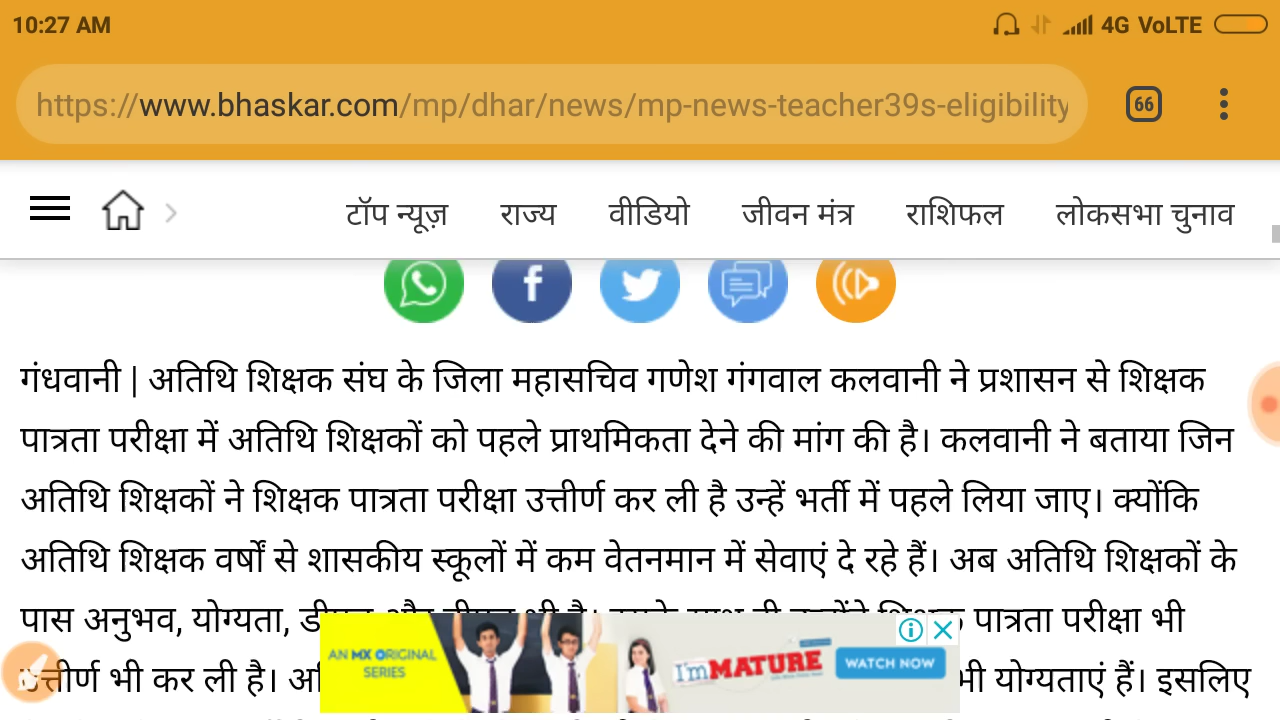 10:27 AM
4G VoLTE
https://www.bhaskar.com/mp/dhar/news/mp-news-teacher39s-eligibility
66
टॉप न्यूज़ राज्य वीडियो जीवन मंत्र राशिफल लोकसभा चुनाव
गंधवानी | अतिथि शिक्षक संघ के जिला महासचिव गणेश गंगवाल कलवानी ने प्रशासन से शिक्षक
पात्रता परीक्षा में अतिथि शिक्षकों को पहले प्राथमिकता देने की मांग की है। कलवानी ने बताया जिन
अतिथि शिक्षकों ने शिक्षक पात्रता परीक्षा उत्तीर्ण कर ली है उन्हें भर्ती में पहले लिया जाए। क्योंकि
अतिथि शिक्षक वर्षों से शासकीय स्कूलों में कम वेतनमान में सेवाएं दे रहे हैं। अब अतिथि शिक्षकों के
पास अनुभव, योग्यता, पात्रता परीक्षा भी
उत्तीर्ण भी कर ली है। भी योग्यताएं हैं। इसलिए
AN MX ORIGINAL
SERIES
I'm MATURE
WATCH NOW